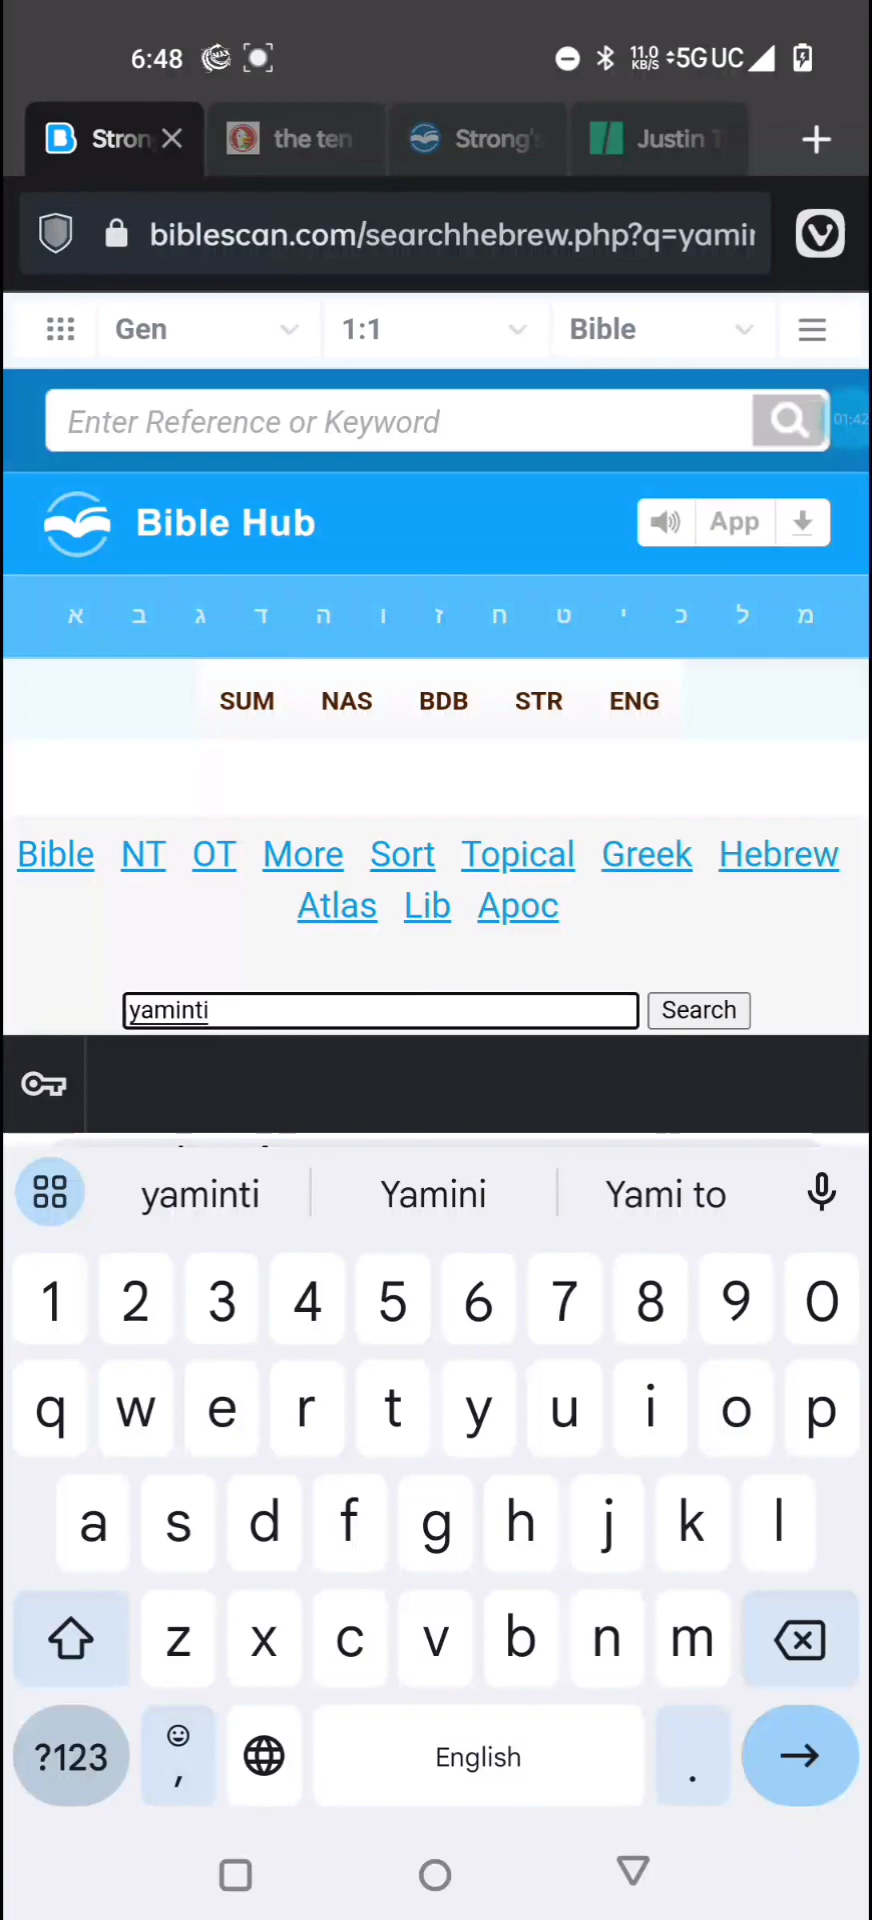 6:48 11.0 KB/S 5G UC
Stron the ten Strong's Justin T
biblescan.com/searchhebrew.php?q=yamin
Gen 1:1 Bible
Enter Reference or Keyword
01:42
Bible Hub App
א ב ג ד ה ו ז ח ט י כ ל מ
SUM NAS BDB STR ENG
Bible NT OT More Sort Topical Greek Hebrew
Atlas Lib Apoc
yaminti Search
yaminti Yamini Yami to
1 2 3 4 5 6 7 8 9 0
q w e r t y u i o p
a s d f g h j k l
z x c v b n m
?123 , English .